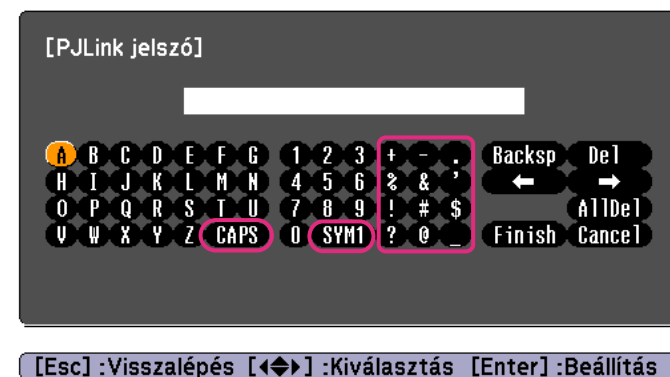 [PJLink jelszó]
A B C D E F G 1 2 3 + - . Backsp Del
H I J K L M N 4 5 6 % & ' ← →
O P Q R S T U 7 8 9 ! # $ AllDel
V W X Y Z CAPS 0 SYM1 ? @ _ Finish Cancel
[Esc] :Visszalépés [◀◆▶] :Kiválasztás [Enter] :Beállítás